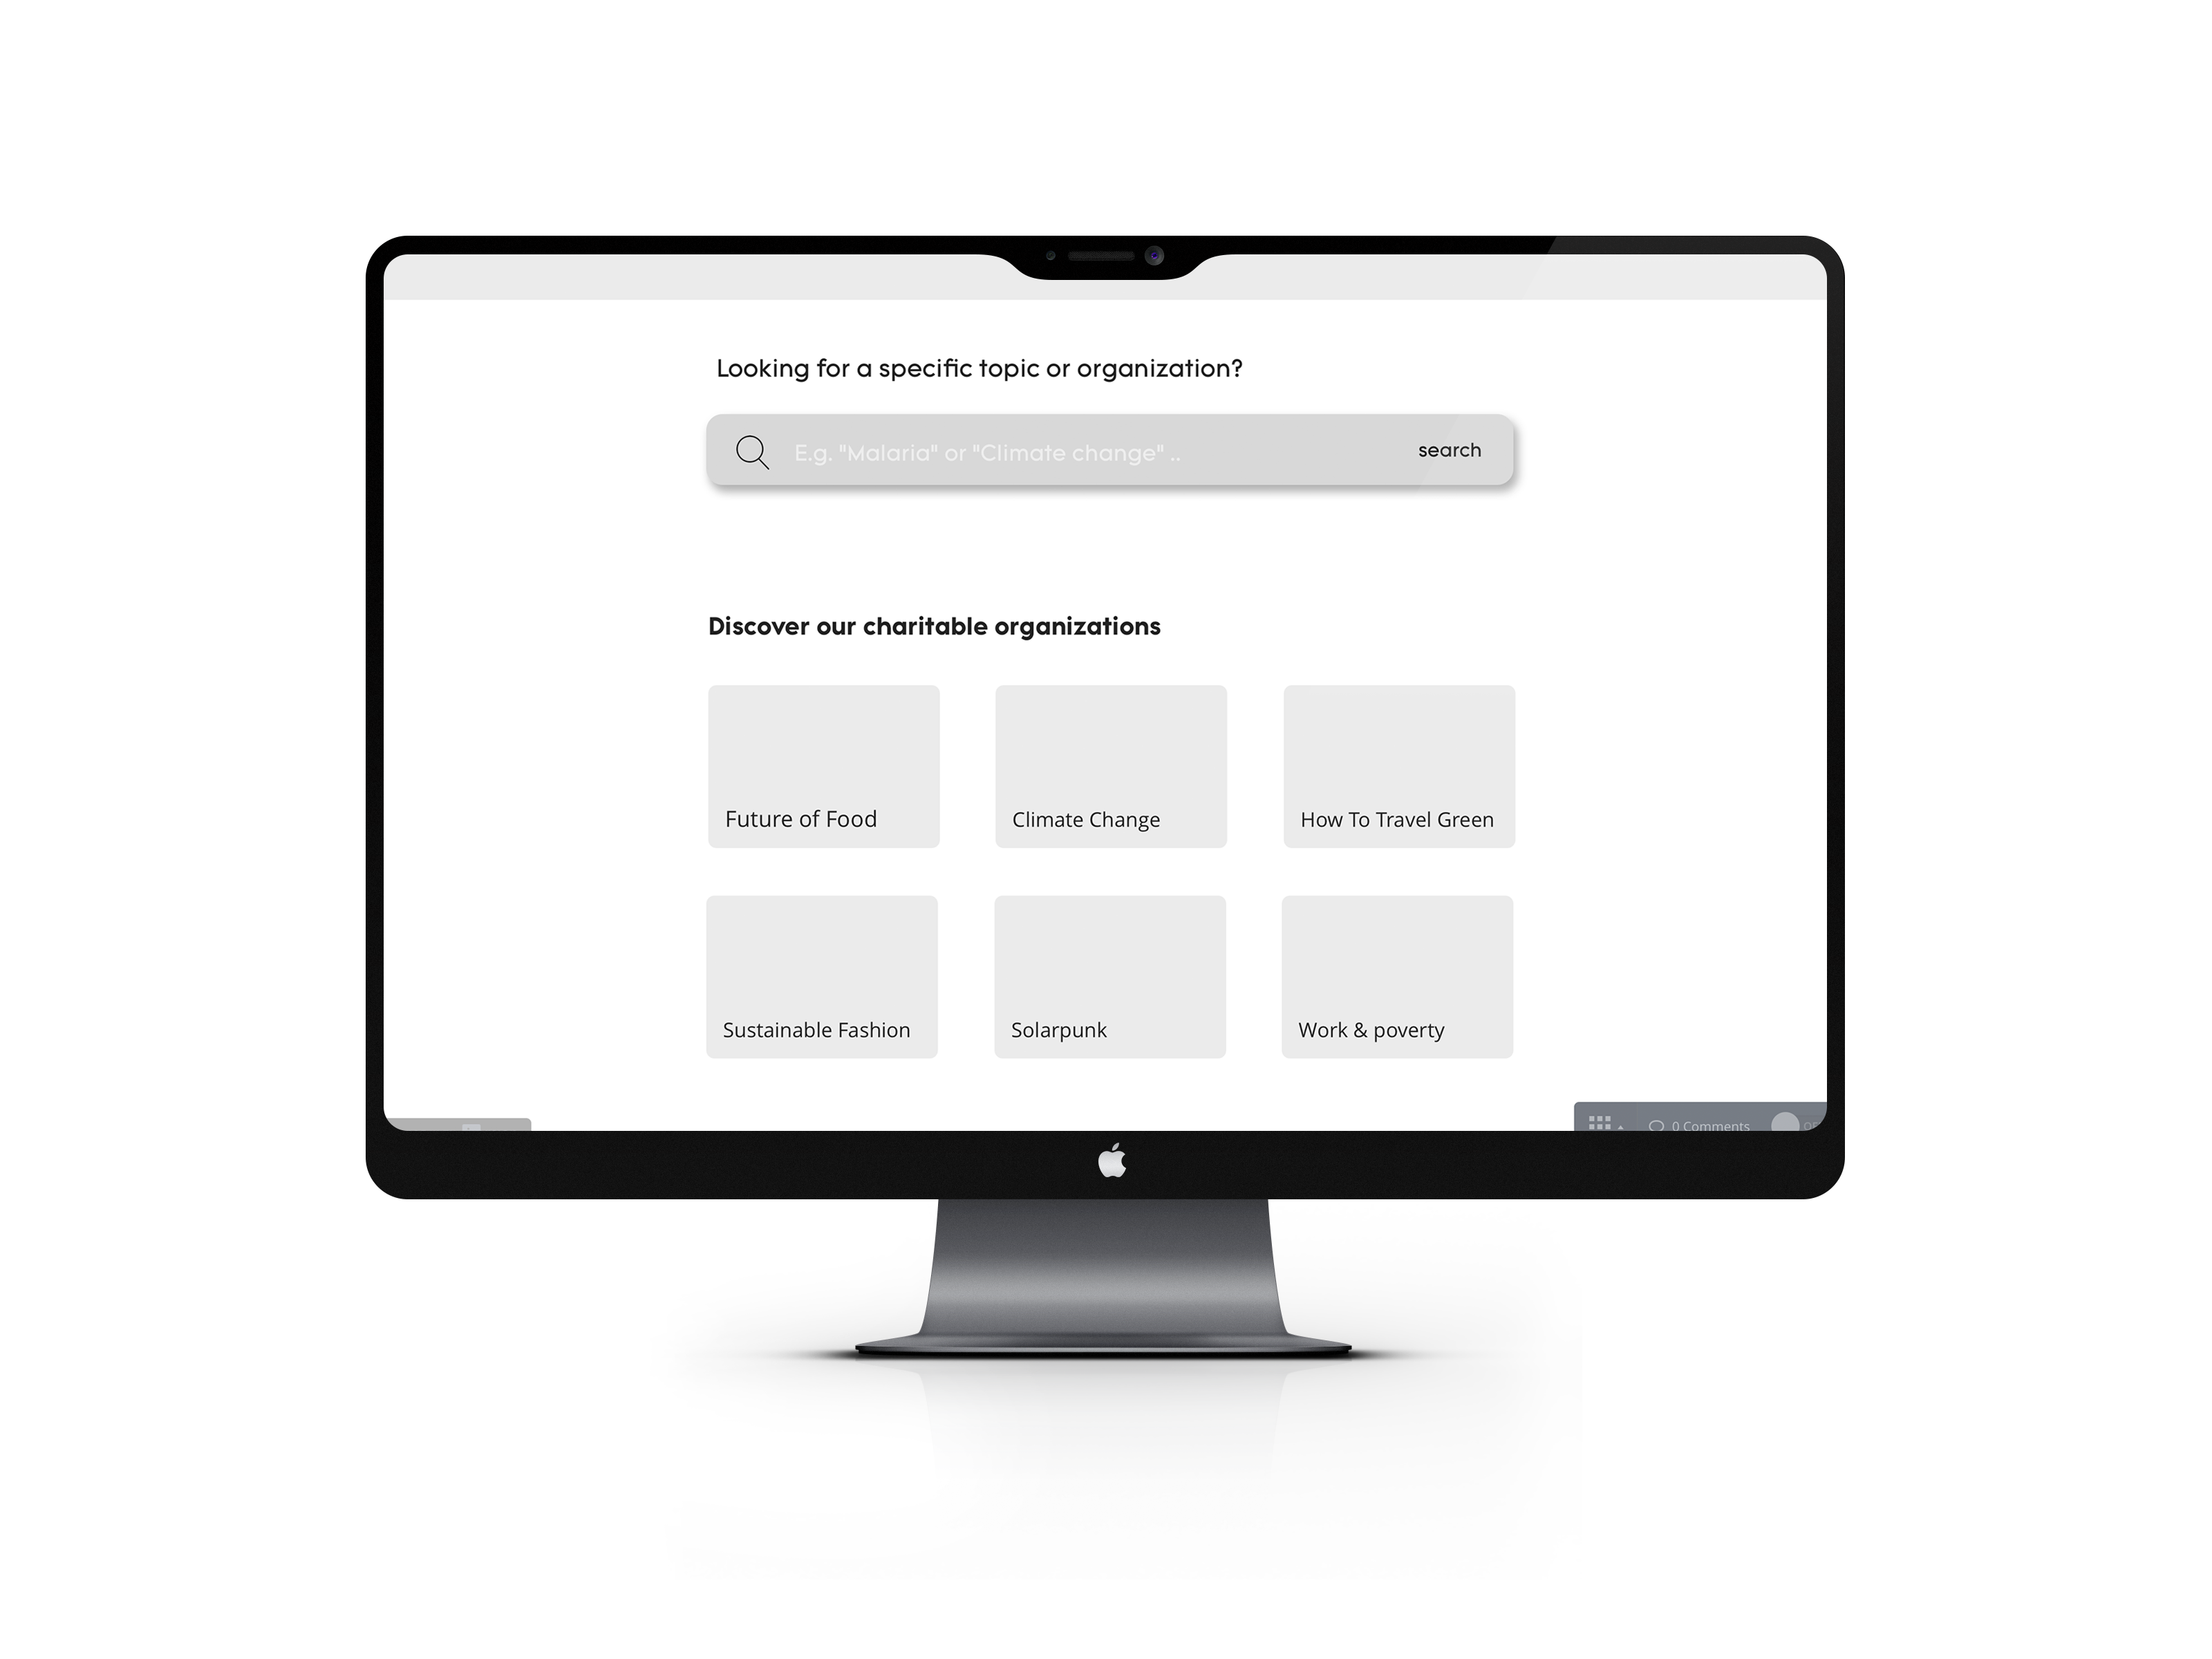 Looking for a specific topic or organization?
E.g. "Malaria" or "Climate change" ..
search
Discover our charitable organizations
Future of Food
Climate Change
How To Travel Green
Sustainable Fashion
Solarpunk
Work & poverty
0 Comments